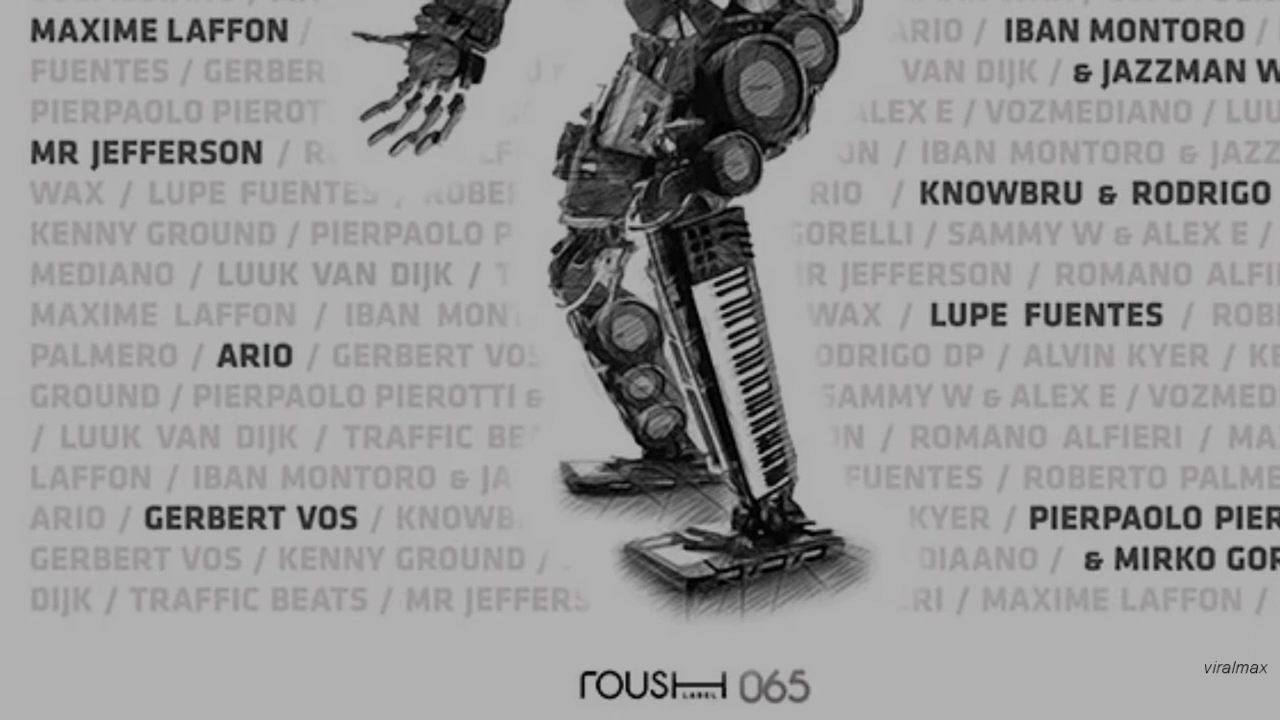 MAXIME LAFFON / ARIO / IBAN MONTORO /
FUENTES / GERBER VAN DIJK / & JAZZMAN W
PIERPAOLO PIEROT ALEX E / VOZMEDIANO / LUU
MR JEFFERSON / R ON / IBAN MONTORO & JAZZ
WAX / LUPE FUENTES / ROBER RIO / KNOWBRU & RODRIGO
KENNY GROUND / PIERPAOLO P GORELLI / SAMMY W & ALEX E /
MEDIANO / LUUK VAN DIJK / T R JEFFERSON / ROMANO ALFI
MAXIME LAFFON / IBAN MONT WAX / LUPE FUENTES / ROB
PALMERO / ARIO / GERBERT VOS ODRIGO DP / ALVIN KYER / KE
GROUND / PIERPAOLO PIEROTTI & SAMMY W & ALEX E / VOZMED
/ LUUK VAN DIJK / TRAFFIC BEA ON / ROMANO ALFIERI / MA
LAFFON / IBAN MONTORO & JA FUENTES / ROBERTO PALME
ARIO / GERBERT VOS / KNOWB KYER / PIERPAOLO PIER
GERBERT VOS / KENNY GROUND / DIAANO / & MIRKO GOR
DIJK / TRAFFIC BEATS / MR JEFFERS RI / MAXIME LAFFON /
roush LABEL 065
viralmax